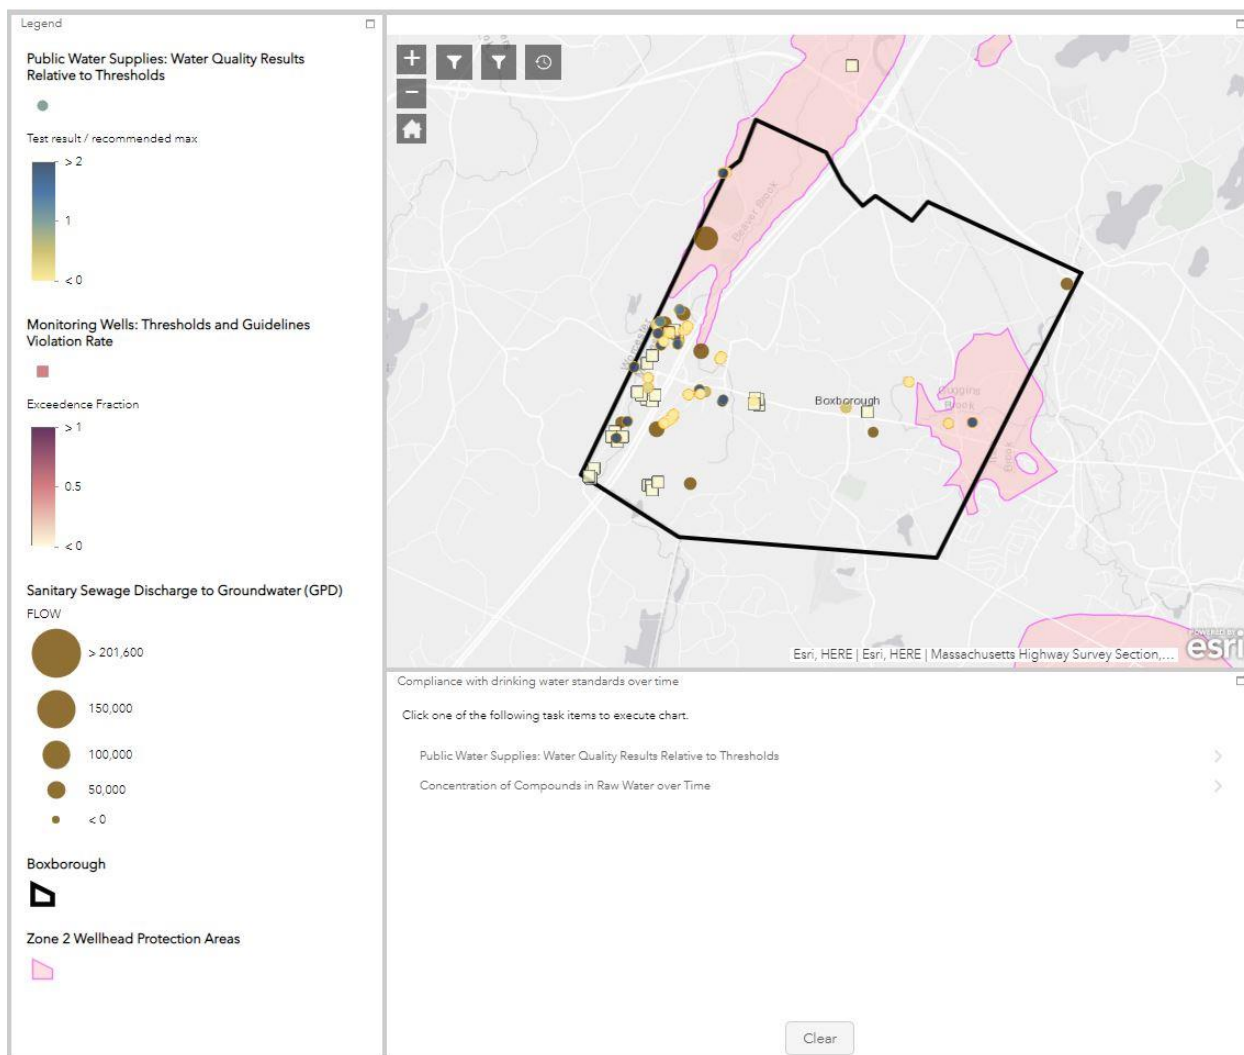 Legend
Public Water Supplies: Water Quality Results
Relative to Thresholds
Test result / recommended max
> 2
1
< 0
Monitoring Wells: Thresholds and Guidelines
Violation Rate
Exceedence Fraction
> 1
0.5
< 0
Sanitary Sewage Discharge to Groundwater (GPD)
FLOW
> 201,600
150,000
100,000
50,000
< 0
Boxborough
Zone 2 Wellhead Protection Areas
Beaver Brook
Boxborough
Brook
Brook
Esri, HERE | Esri, HERE | Massachusetts Highway Survey Section,...
POWERED BY
esri
Compliance with drinking water standards over time
Click one of the following task items to execute chart.
Public Water Supplies: Water Quality Results Relative to Thresholds
Concentration of Compounds in Raw Water over Time
Clear